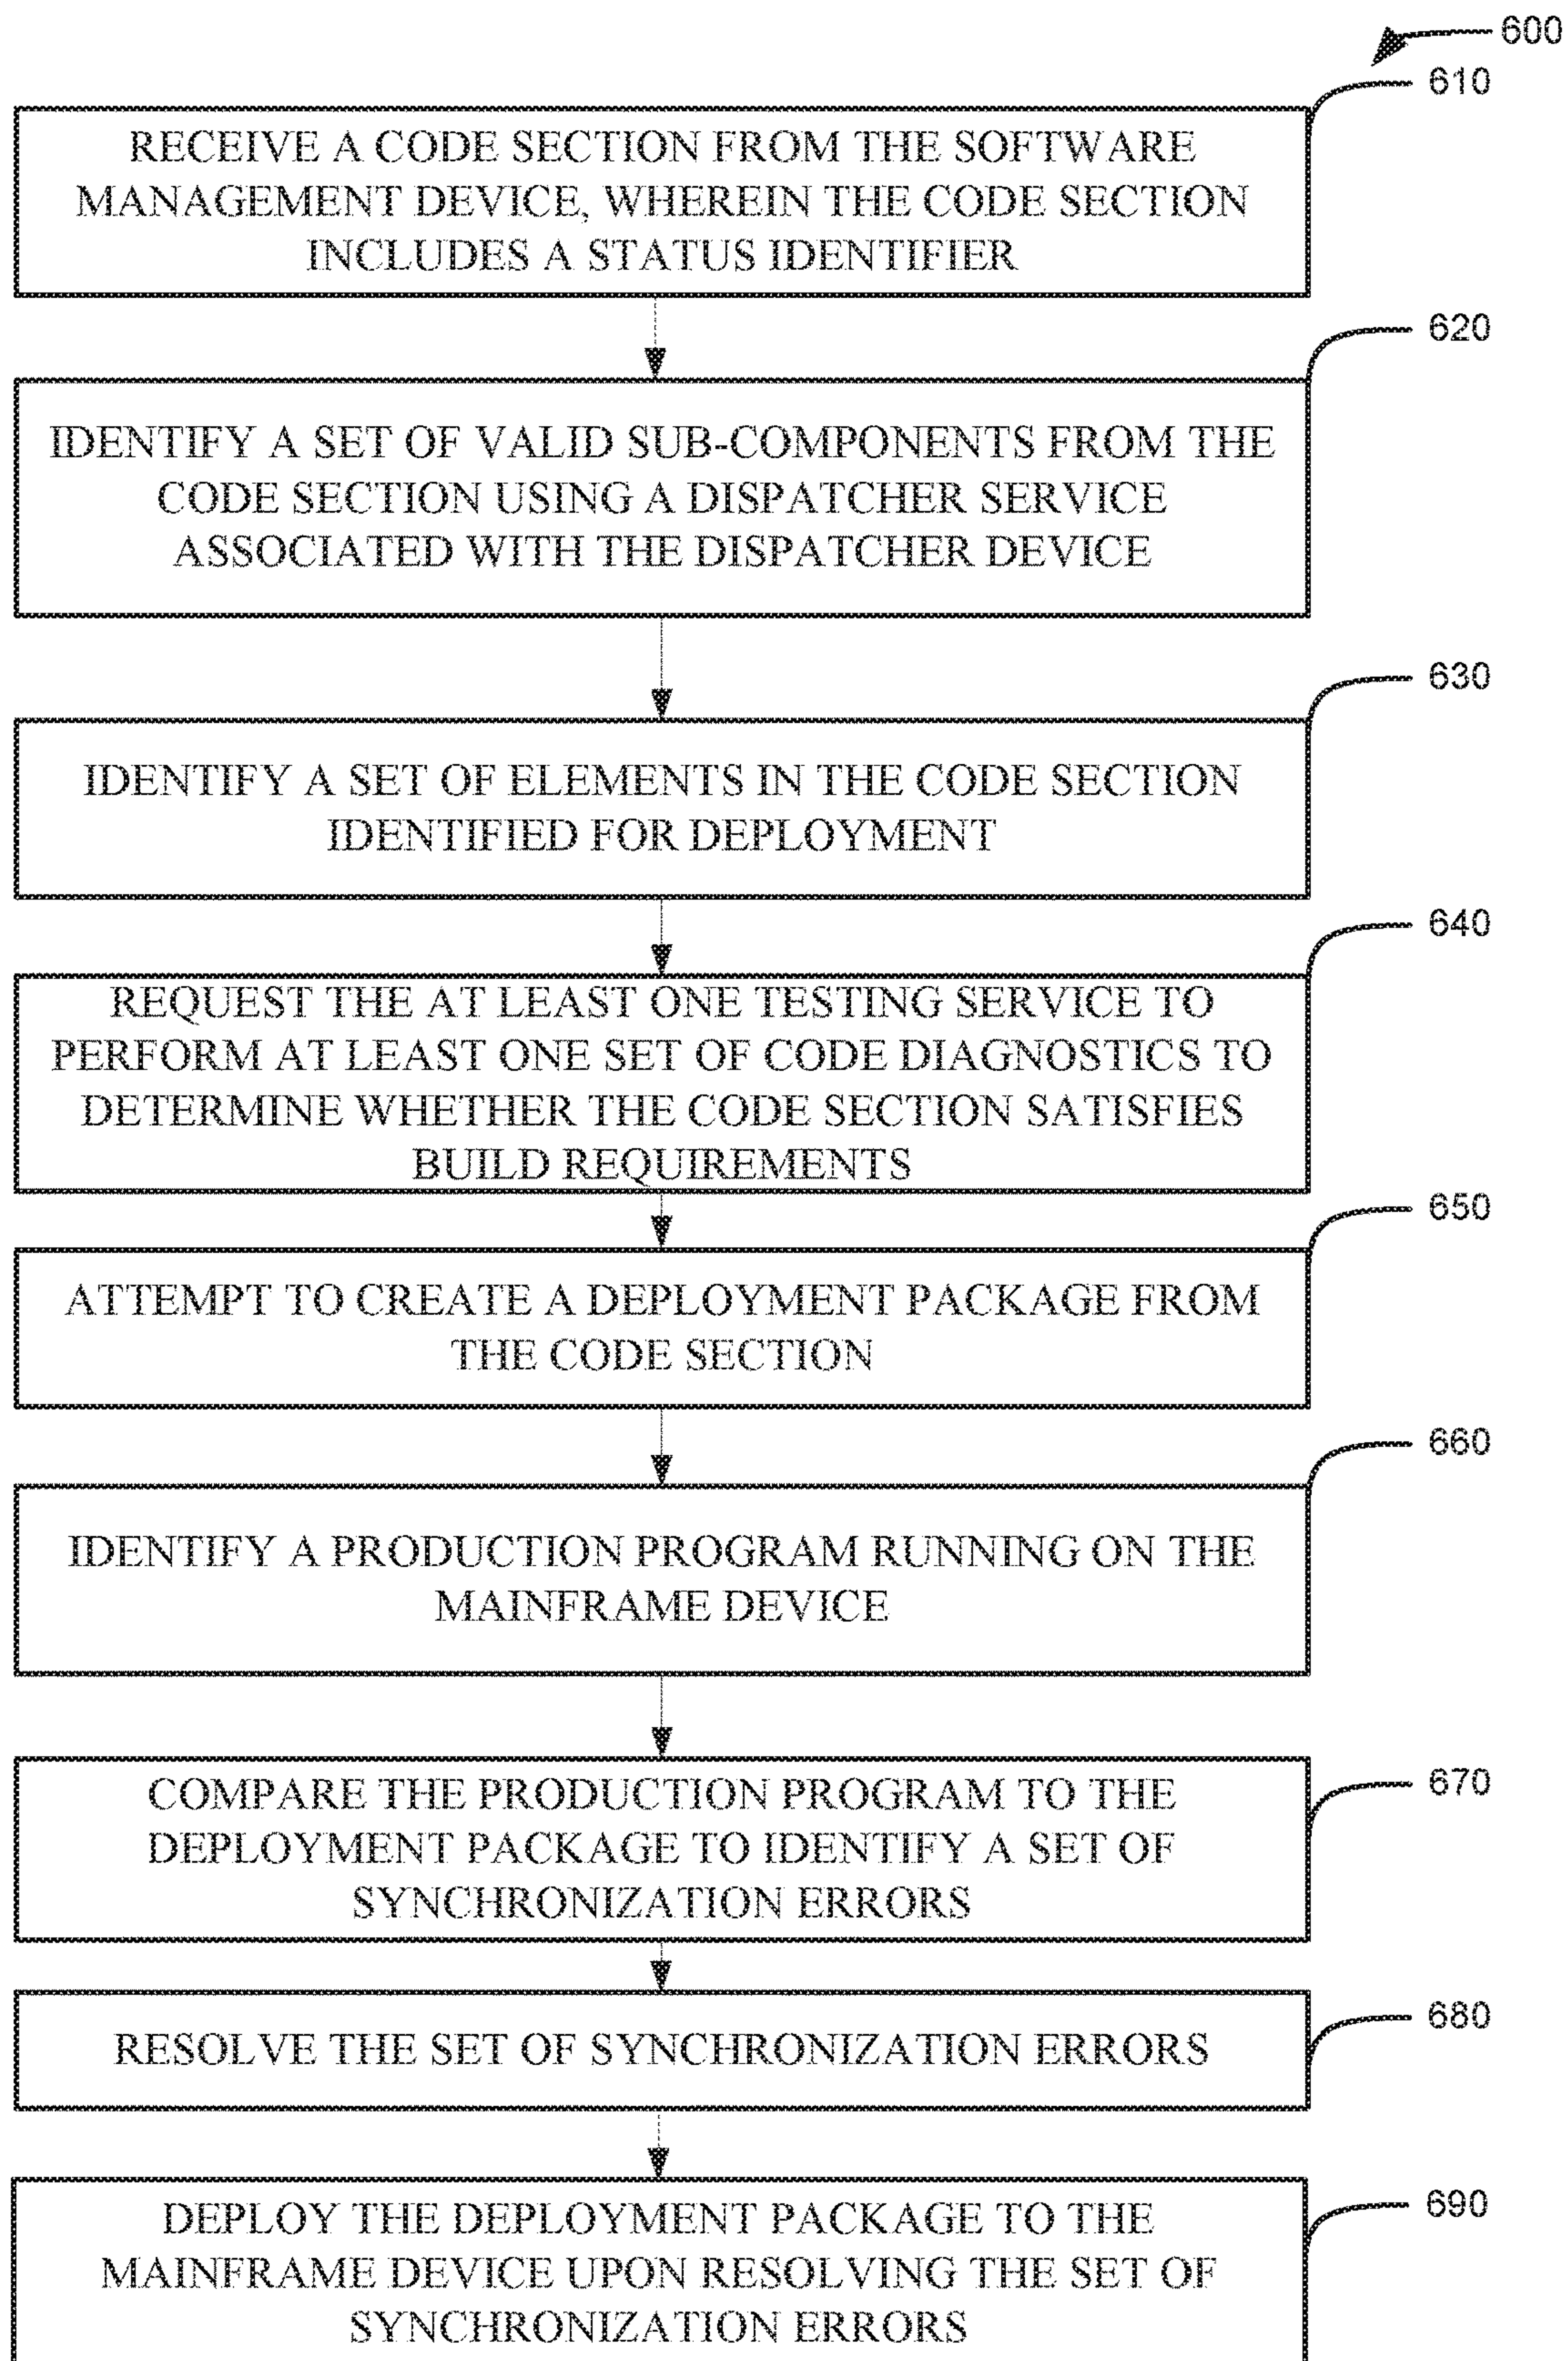 600
610
RECEIVE A CODE SECTION FROM THE SOFTWARE
MANAGEMENT DEVICE, WHEREIN THE CODE SECTION
INCLUDES A STATUS IDENTIFIER
620
IDENTIFY A SET OF VALID SUB-COMPONENTS FROM THE
CODE SECTION USING A DISPATCHER SERVICE
ASSOCIATED WITH THE DISPATCHER DEVICE
630
IDENTIFY A SET OF ELEMENTS IN THE CODE SECTION
IDENTIFIED FOR DEPLOYMENT
640
REQUEST THE AT LEAST ONE TESTING SERVICE TO
PERFORM AT LEAST ONE SET OF CODE DIAGNOSTICS TO
DETERMINE WHETHER THE CODE SECTION SATISFIES
BUILD REQUIREMENTS
650
ATTEMPT TO CREATE A DEPLOYMENT PACKAGE FROM
THE CODE SECTION
660
IDENTIFY A PRODUCTION PROGRAM RUNNING ON THE
MAINFRAME DEVICE
670
COMPARE THE PRODUCTION PROGRAM TO THE
DEPLOYMENT PACKAGE TO IDENTIFY A SET OF
SYNCHRONIZATION ERRORS
680
RESOLVE THE SET OF SYNCHRONIZATION ERRORS
690
DEPLOY THE DEPLOYMENT PACKAGE TO THE
MAINFRAME DEVICE UPON RESOLVING THE SET OF
SYNCHRONIZATION ERRORS